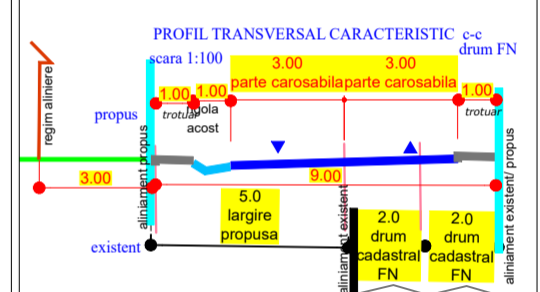 PROFIL TRANSVERSAL CARACTERISTIC c-c
drum FN
scara 1:100
3.00
parte carosabila
3.00
parte carosabila
1.00
trotuar
1.00
rigola
acost
1.00
trotuar
regim aliniere
propus
aliniament propus
3.00
9.00
5.0
largire
propusa
existent
aliniament existent
2.0
drum
cadastral
FN
2.0
drum
cadastral
FN
aliniament existent/ propus